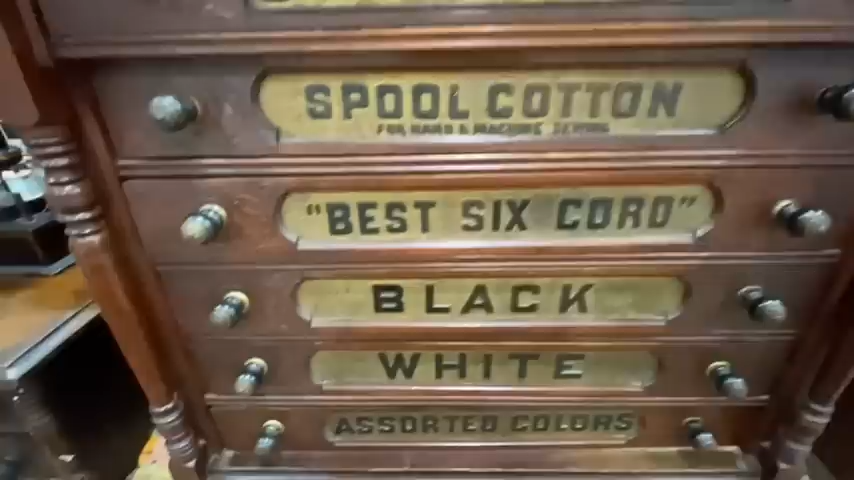 SPOOL COTTON
FOR HAND & MACHINE SEWING
"BEST SIX CORD"
BLACK
WHITE
ASSORTED COLORS